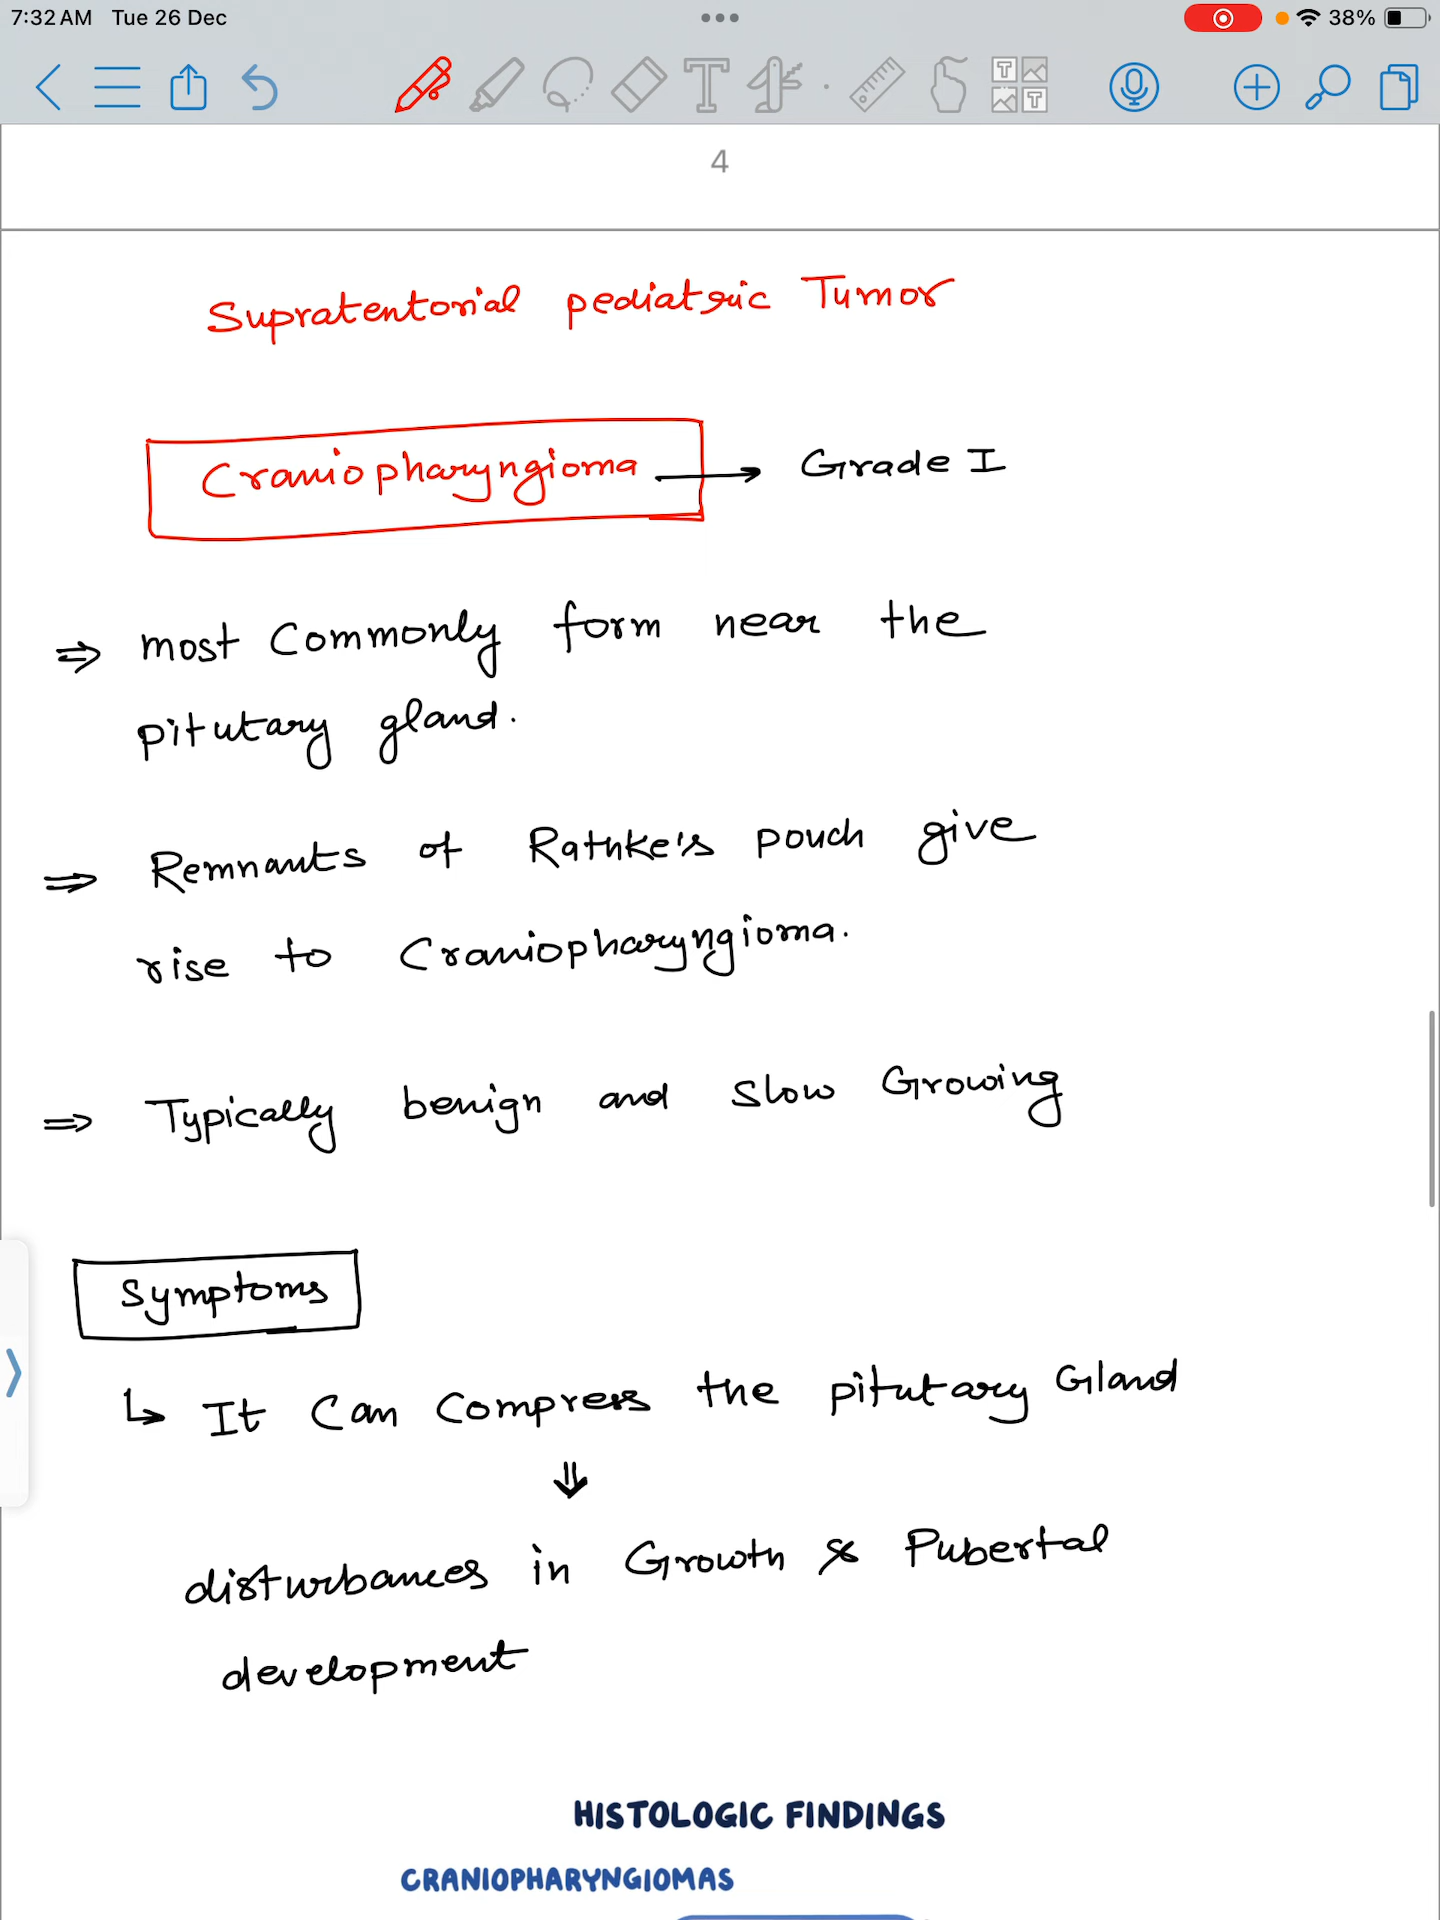 7:32 AM Tue 26 Dec
38%
4
Supratentorial pediatric Tumor
Craniopharyngioma → Grade I
⇒ most Commonly form near the
pitutary gland.
⇒ Remnants of Rathke's pouch give
rise to Craniopharyngioma.
⇒ Typically benign and slow Growing
Symptoms
↳ It Can Compress the pitutary Gland
⇓
disturbances in Growth & Pubertal
development
HISTOLOGIC FINDINGS
CRANIOPHARYNGIOMAS